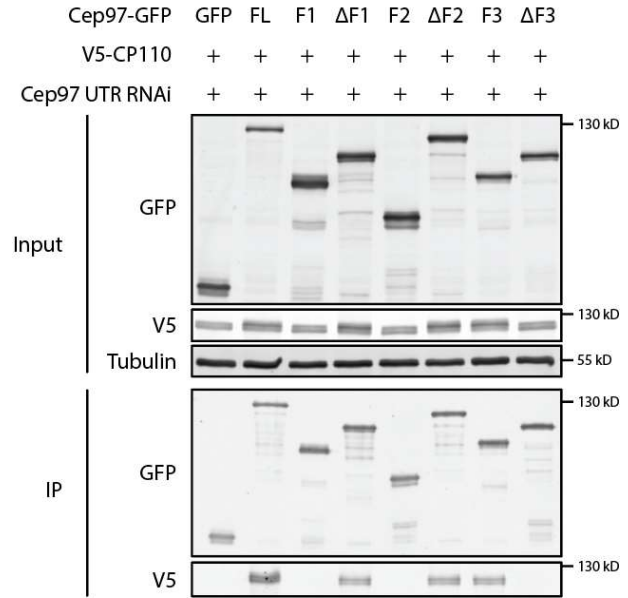 Cep97-GFP GFP FL F1 ΔF1 F2 ΔF2 F3 ΔF3
V5-CP110 + + + + + + + +
Cep97 UTR RNAi + + + + + + + +
130 kD
GFP
Input
130 kD
V5
Tubulin 55 kD
130 kD
GFP
IP
130 kD
V5